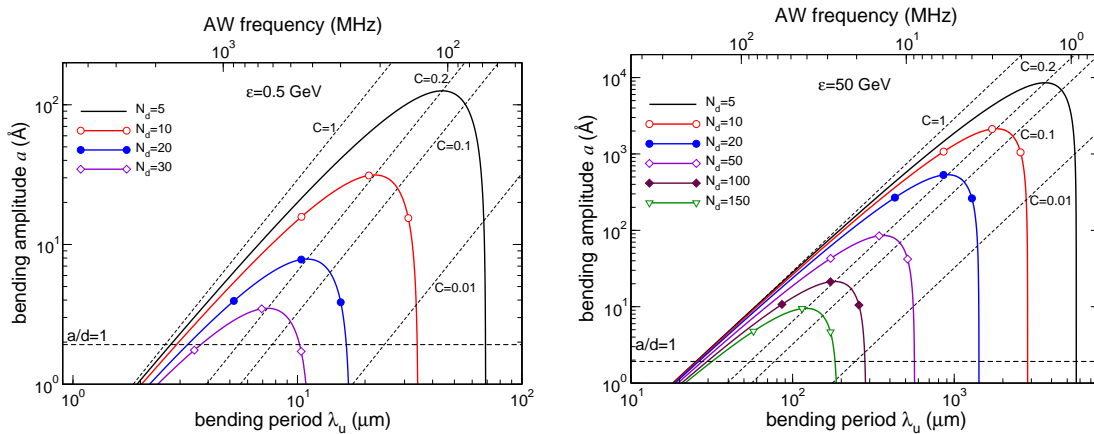 AW frequency (MHz)
10³ 10²
ε=0.5 GeV
N_d=5
N_d=10
N_d=20
N_d=30
C=1
C=0.2
C=0.1
C=0.01
a/d=1
10²
10¹
10⁰
bending amplitude a (Å)
10⁰ 10¹ 10²
bending period λ_u (μm)
AW frequency (MHz)
10² 10¹ 10⁰
ε=50 GeV
N_d=5
N_d=10
N_d=20
N_d=50
N_d=100
N_d=150
C=1
C=0.2
C=0.1
C=0.01
a/d=1
10⁴
10³
10²
10¹
10⁰
bending amplitude a (Å)
10¹ 10² 10³
bending period λ_u (μm)